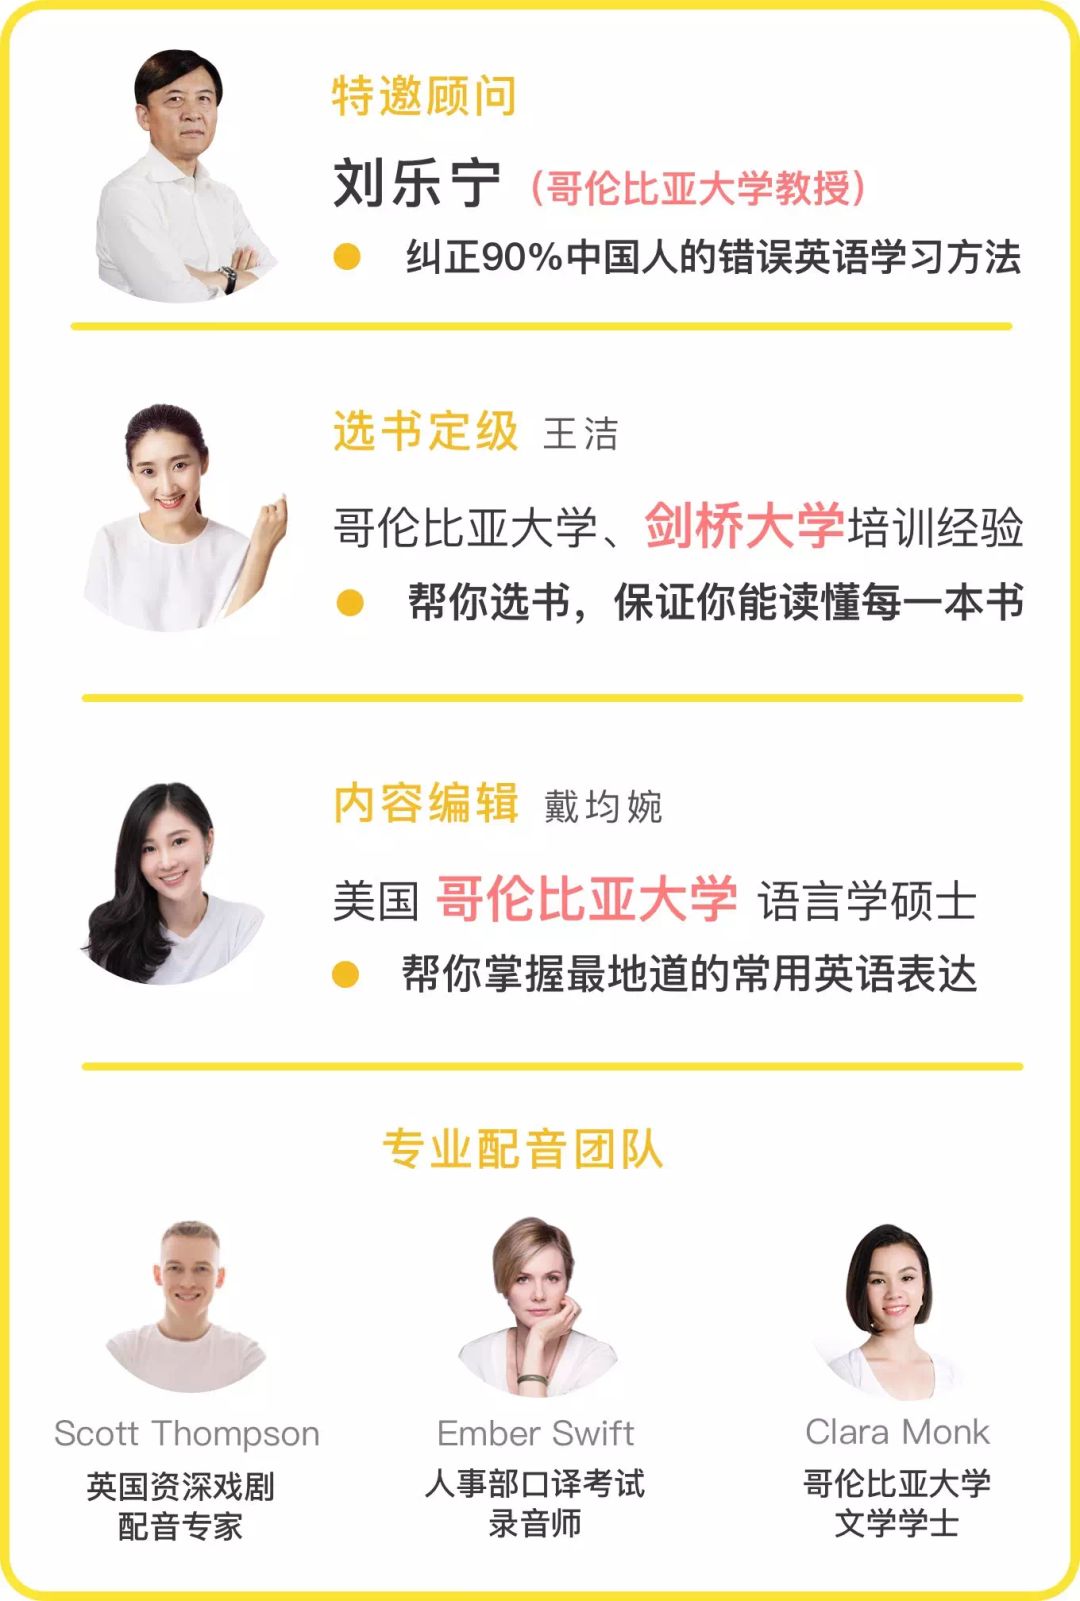 特邀顾问
刘乐宁（哥伦比亚大学教授）
纠正90%中国人的错误英语学习方法
选书定级 王洁
哥伦比亚大学、剑桥大学培训经验
帮你选书，保证你能读懂每一本书
内容编辑 戴均婉
美国 哥伦比亚大学 语言学硕士
帮你掌握最地道的常用英语表达
专业配音团队
Scott Thompson
英国资深戏剧
配音专家
Ember Swift
人事部口译考试
录音师
Clara Monk
哥伦比亚大学
文学学士